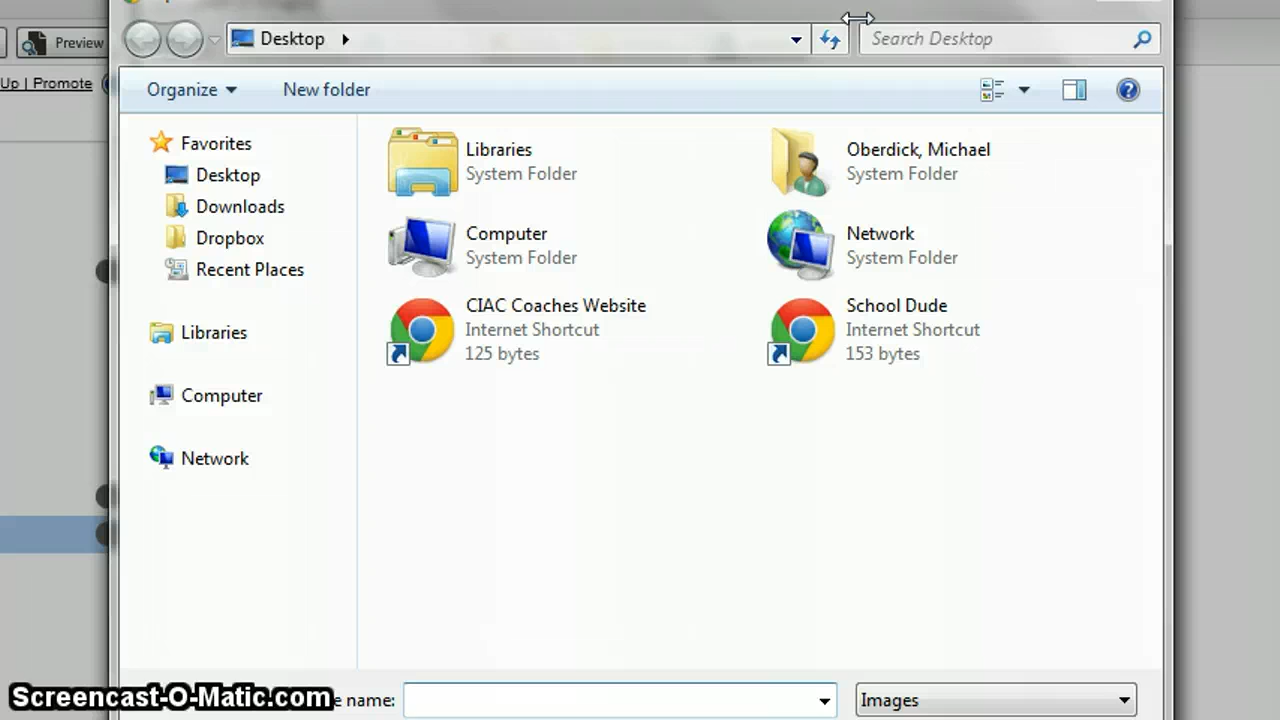 Desktop
Search Desktop
Preview
Up | Promote
Organize
New folder
Favorites
Desktop
Downloads
Dropbox
Recent Places
Libraries
Computer
Network
Libraries
System Folder
Oberdick, Michael
System Folder
Computer
System Folder
Network
System Folder
CIAC Coaches Website
Internet Shortcut
125 bytes
School Dude
Internet Shortcut
153 bytes
name:
Images
Screencast-O-Matic.com